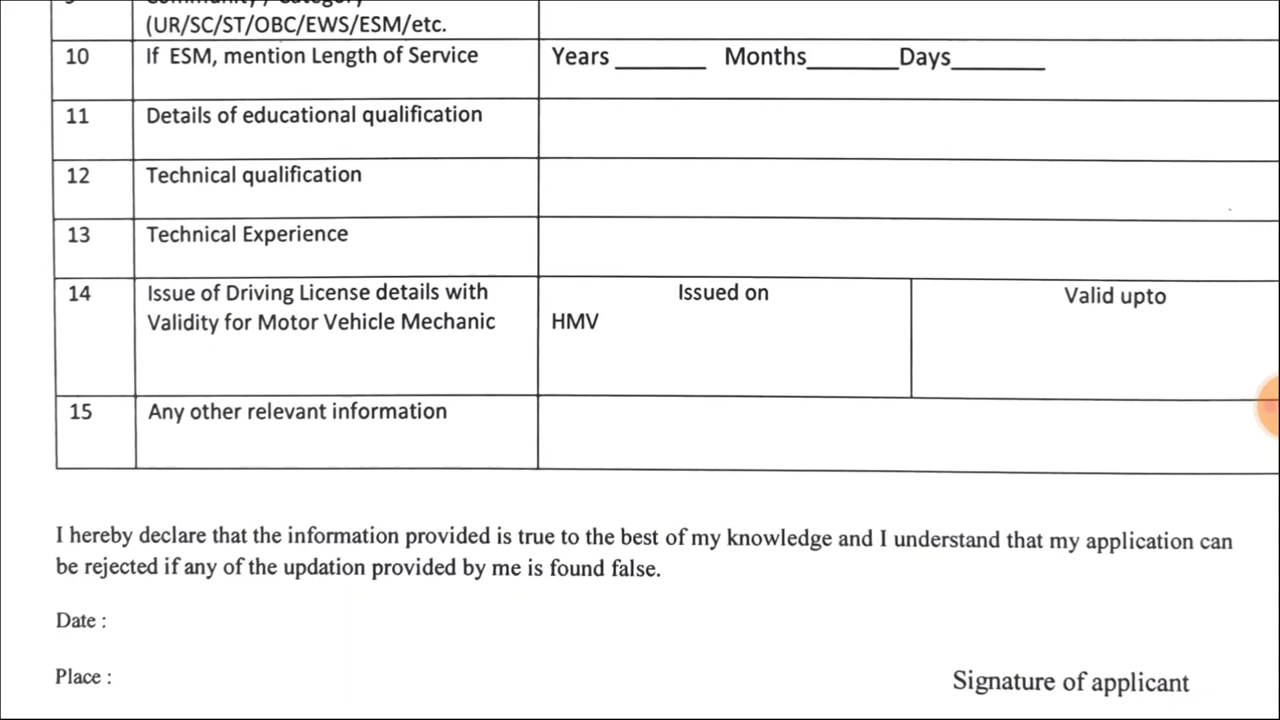 (UR/SC/ST/OBC/EWS/ESM/etc.
10 If ESM, mention Length of Service Years _______ Months_______Days_______
11 Details of educational qualification
12 Technical qualification
13 Technical Experience
14 Issue of Driving License details with Issued on Valid upto
Validity for Motor Vehicle Mechanic HMV
15 Any other relevant information
I hereby declare that the information provided is true to the best of my knowledge and I understand that my application can
be rejected if any of the updation provided by me is found false.
Date :
Place :
Signature of applicant